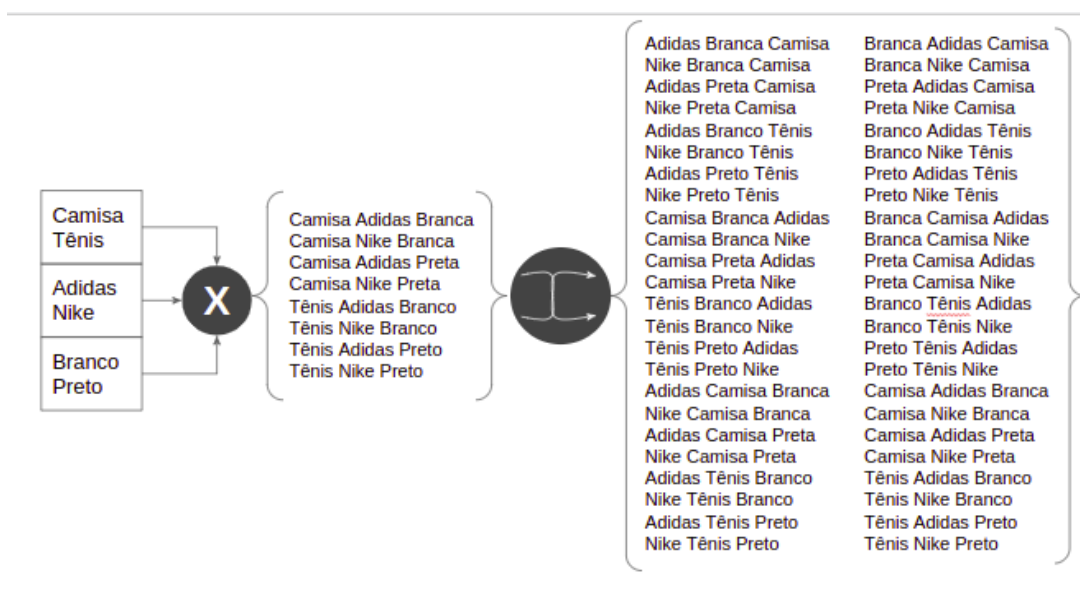 Camisa
Tênis
Adidas
Nike
Branco
Preto
X
Camisa Adidas Branca
Camisa Nike Branca
Camisa Adidas Preta
Camisa Nike Preta
Tênis Adidas Branco
Tênis Nike Branco
Tênis Adidas Preto
Tênis Nike Preto
Adidas Branca Camisa
Nike Branca Camisa
Adidas Preta Camisa
Nike Preta Camisa
Adidas Branco Tênis
Nike Branco Tênis
Adidas Preto Tênis
Nike Preto Tênis
Camisa Branca Adidas
Camisa Branca Nike
Camisa Preta Adidas
Camisa Preta Nike
Tênis Branco Adidas
Tênis Branco Nike
Tênis Preto Adidas
Tênis Preto Nike
Adidas Camisa Branca
Nike Camisa Branca
Adidas Camisa Preta
Nike Camisa Preta
Adidas Tênis Branco
Nike Tênis Branco
Adidas Tênis Preto
Nike Tênis Preto
Branca Adidas Camisa
Branca Nike Camisa
Preta Adidas Camisa
Preta Nike Camisa
Branco Adidas Tênis
Branco Nike Tênis
Preto Adidas Tênis
Preto Nike Tênis
Branca Camisa Adidas
Branca Camisa Nike
Preta Camisa Adidas
Preta Camisa Nike
Branco Tênis Adidas
Branco Tênis Nike
Preto Tênis Adidas
Preto Tênis Nike
Camisa Adidas Branca
Camisa Nike Branca
Camisa Adidas Preta
Camisa Nike Preta
Tênis Adidas Branco
Tênis Nike Branco
Tênis Adidas Preto
Tênis Nike Preto